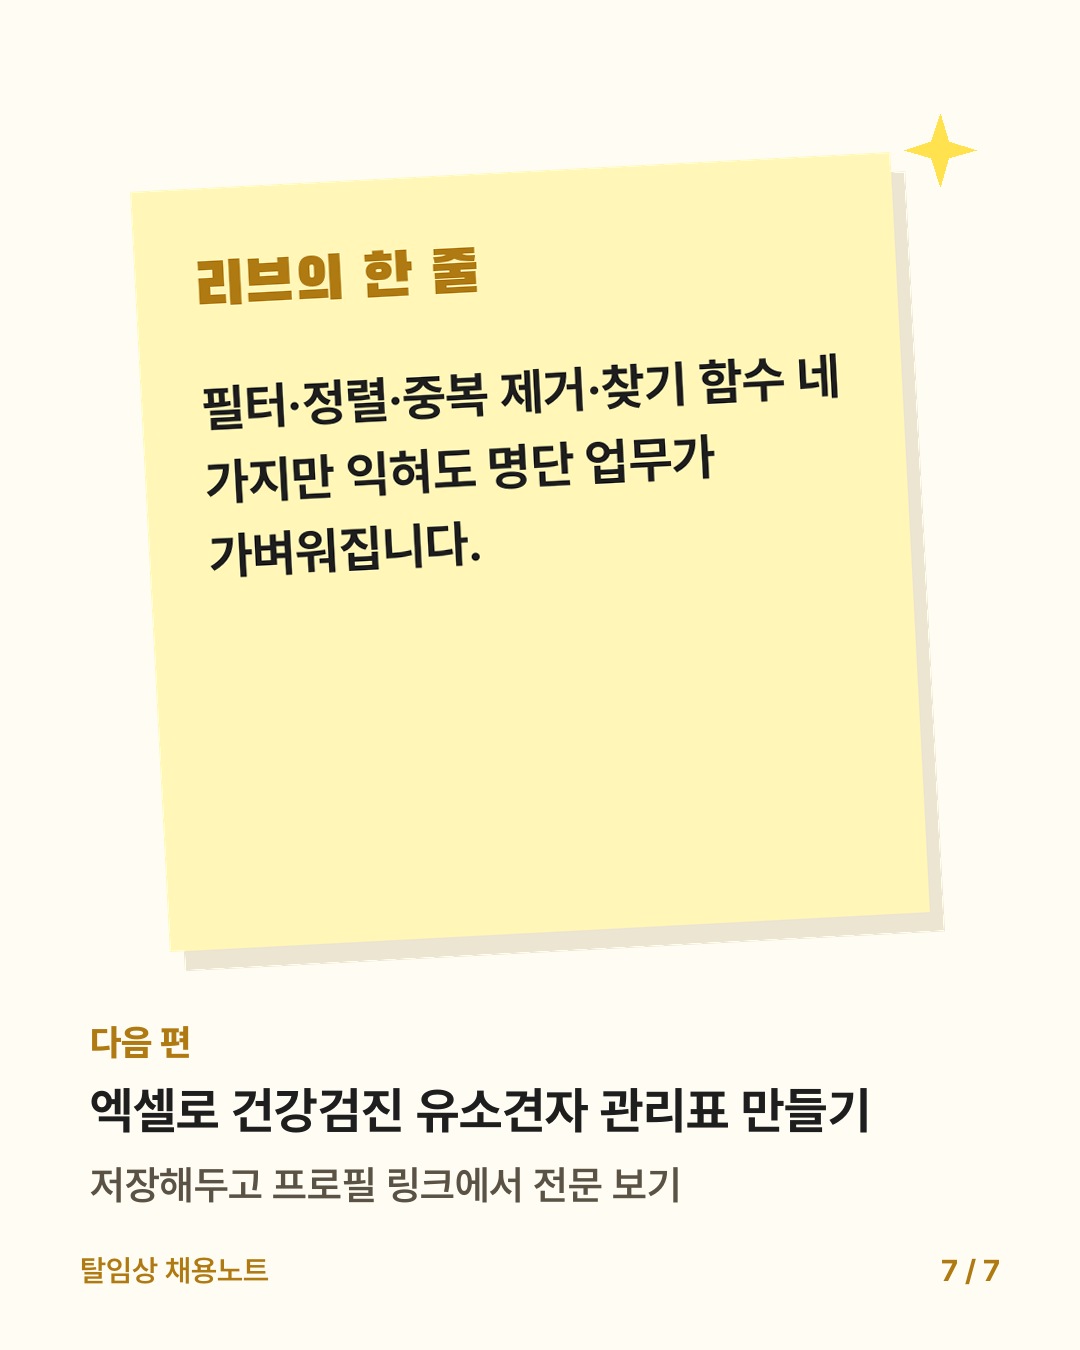 리브의 한 줄
필터·정렬·중복 제거·찾기 함수 네
가지만 익혀도 명단 업무가
가벼워집니다.
다음 편
엑셀로 건강검진 유소견자 관리표 만들기
저장해두고 프로필 링크에서 전문 보기
탈임상 채용노트
7 / 7